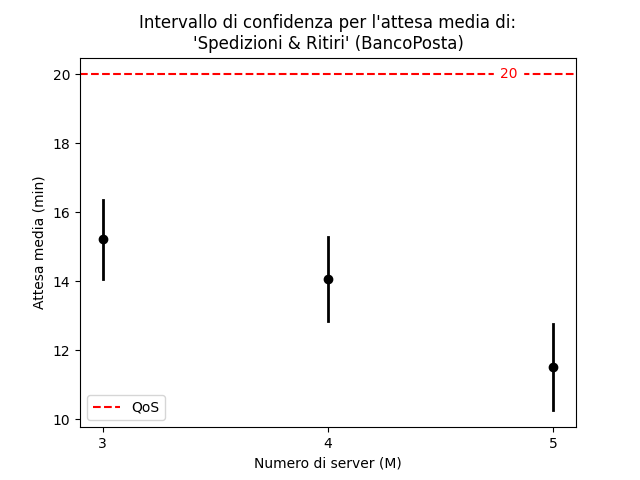 Intervallo di confidenza per l'attesa media di:
'Spedizioni & Ritiri' (BancoPosta)
Attesa media (min)
20
18
16
14
12
10
20
QoS
3
4
5
Numero di server (M)